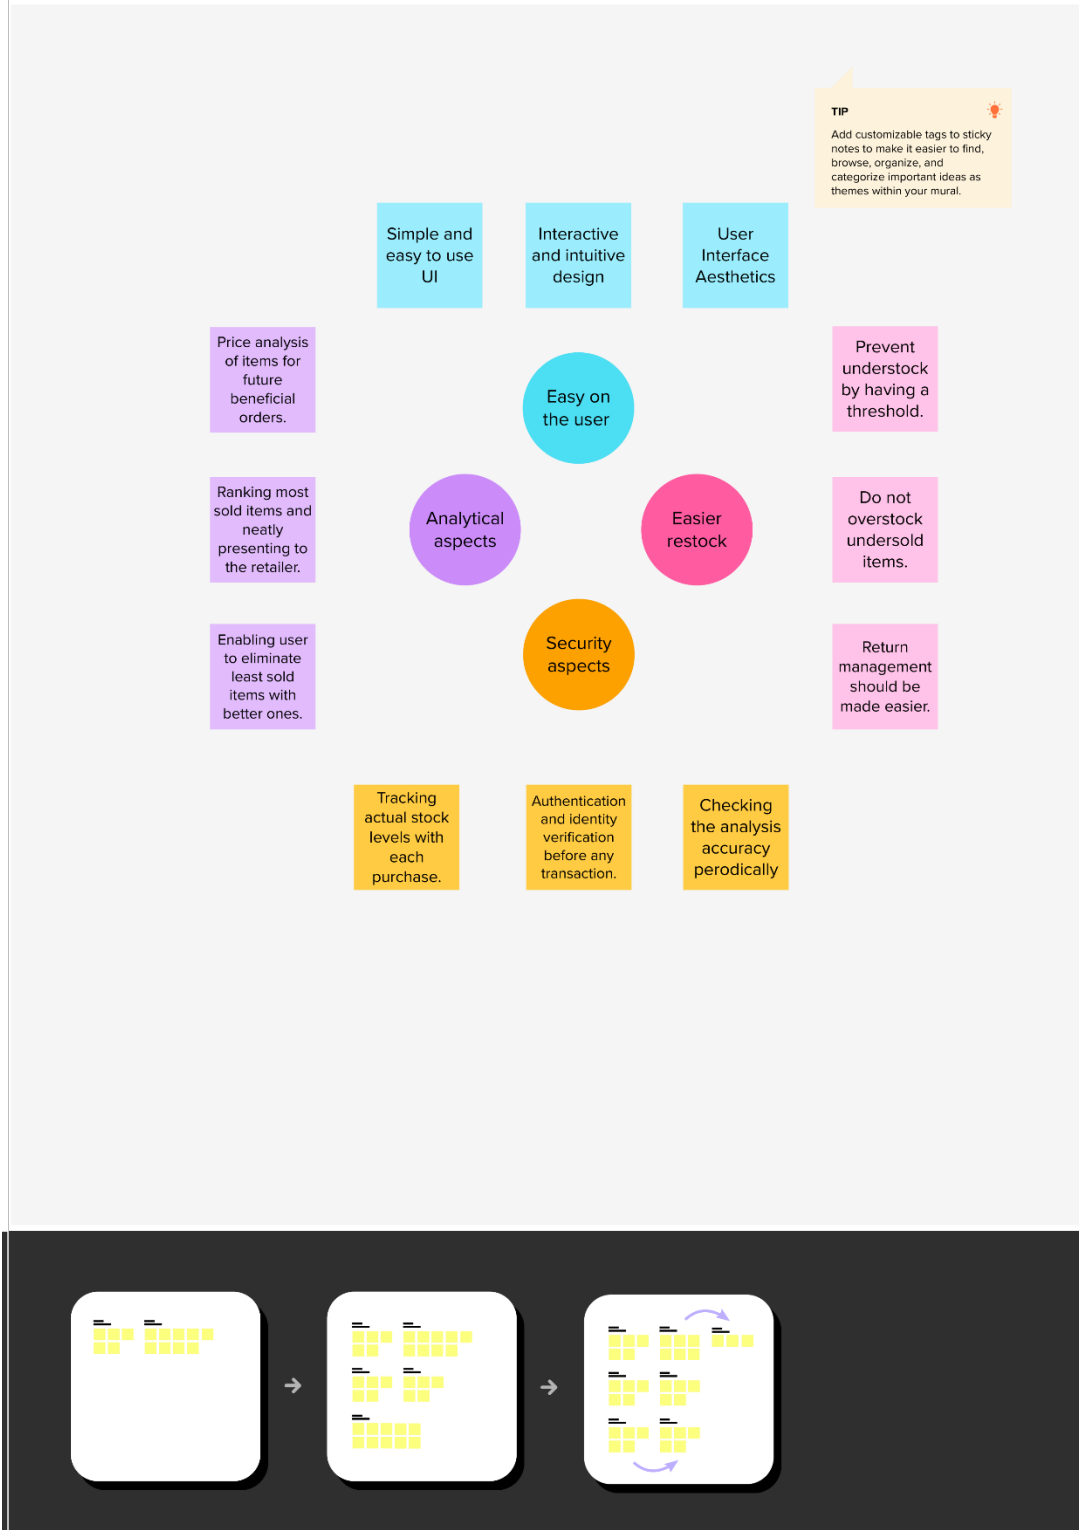 TIP
Add customizable tags to sticky
notes to make it easier to find,
browse, organize, and
categorize important ideas as
themes within your mural.
Simple and
easy to use
UI
Interactive
and intuitive
design
User
Interface
Aesthetics
Price analysis
of items for
future
beneficial
orders.
Easy on
the user
Prevent
understock
by having a
threshold.
Ranking most
sold items and
neatly
presenting to
the retailer.
Analytical
aspects
Easier
restock
Do not
overstock
undersold
items.
Enabling user
to eliminate
least sold
items with
better ones.
Security
aspects
Return
management
should be
made easier.
Tracking
actual stock
levels with
each
purchase.
Authentication
and identity
verification
before any
transaction.
Checking
the analysis
accuracy
perodically